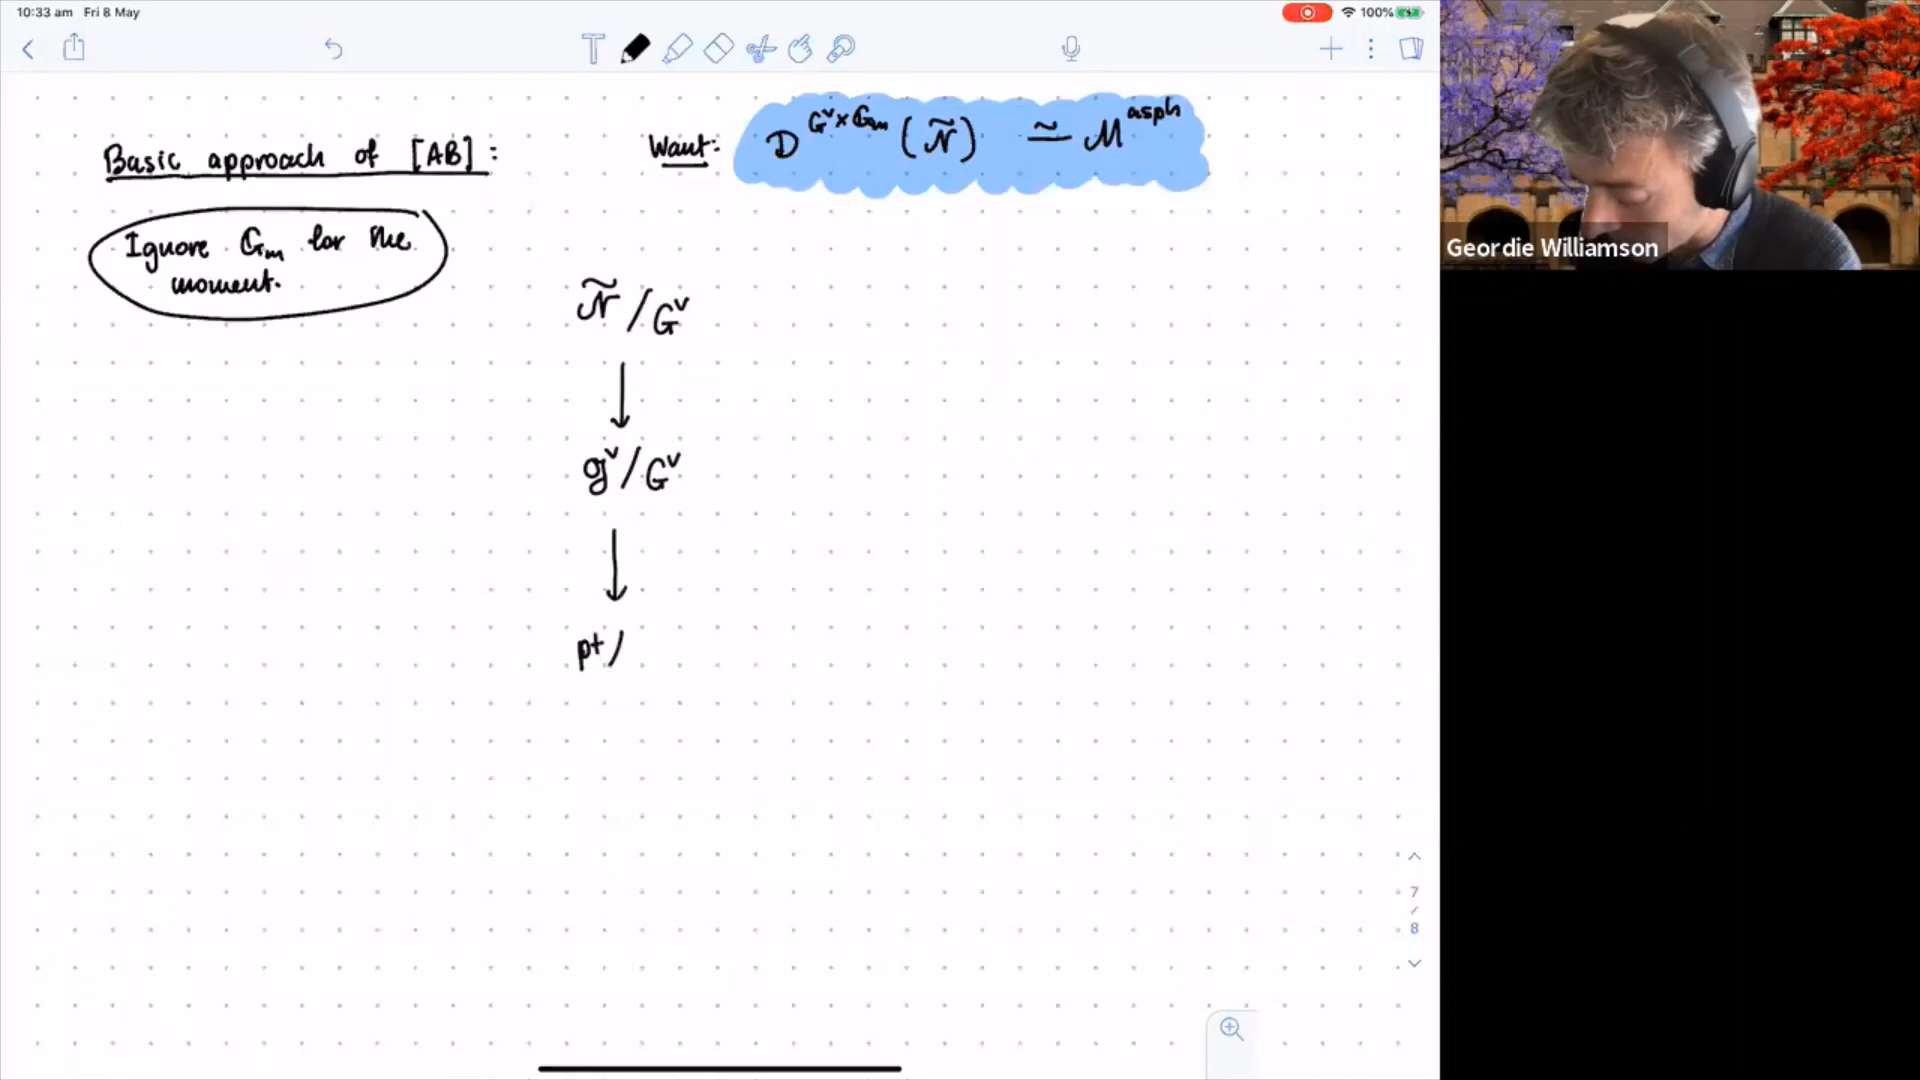 10:33 am Fri 8 May
100%
Basic approach of [AB]:
Want: D^{G^∨×G_m}(Ñ) ≃ M^{asph}
Ignore G_m for the
moment.
Ñ/G^∨
↓
g^∨/G^∨
↓
pt/
Geordie Williamson
7
/
8